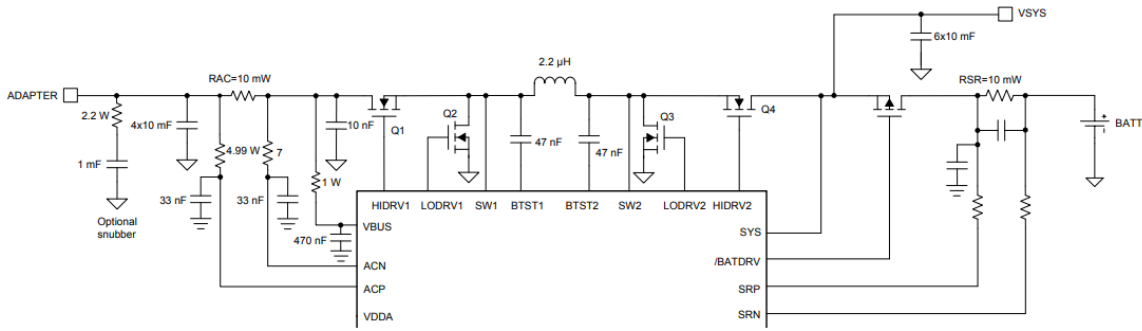 VSYS
6x10 mF
2.2 µH
RAC=10 mW
RSR=10 mW
ADAPTER
Q2
Q3
Q4
Q1
2.2 W
4x10 mF
10 nF
47 nF
47 nF
BATT
4.99 W
7
1 mF
1 W
33 nF
33 nF
Optional
snubber
HIDRV1
LODRV1
SW1
BTST1
BTST2
SW2
LODRV2
HIDRV2
VBUS
SYS
470 nF
/BATDRV
ACN
ACP
SRP
VDDA
SRN